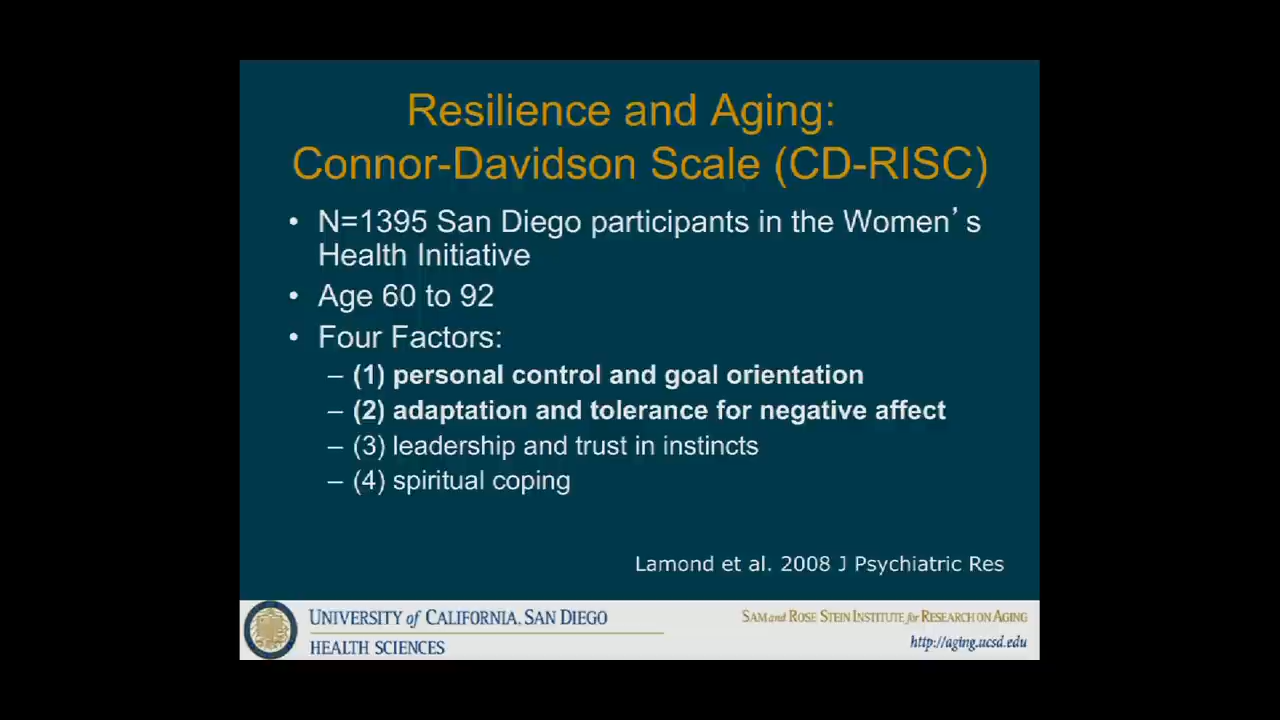 Resilience and Aging:
Connor-Davidson Scale (CD-RISC)
• N=1395 San Diego participants in the Women’s
Health Initiative
• Age 60 to 92
• Four Factors:
– (1) personal control and goal orientation
– (2) adaptation and tolerance for negative affect
– (3) leadership and trust in instincts
– (4) spiritual coping
Lamond et al. 2008 J Psychiatric Res
UNIVERSITY of CALIFORNIA, SAN DIEGO
HEALTH SCIENCES
SAM and ROSE STEIN INSTITUTE for RESEARCH ON AGING
http://aging.ucsd.edu